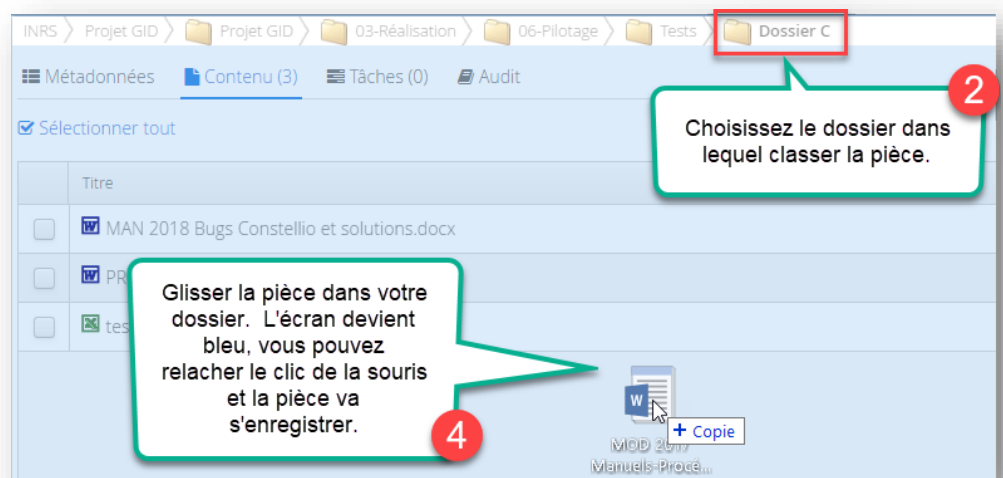 INRS Projet GID Projet GID 03-Réalisation 06-Pilotage Tests Dossier C
Métadonnées Contenu (3) Tâches (0) Audit
2
Choisissez le dossier dans
lequel classer la pièce.
Sélectionner tout
Titre
MAN 2018 Bugs Constellio et solutions.docx
PR
tes
Glisser la pièce dans votre
dossier. L'écran devient
bleu, vous pouvez
relacher le clic de la souris
et la pièce va
s'enregistrer.
4
W
+ Copie
MOD 2017
Manuels-Procé...